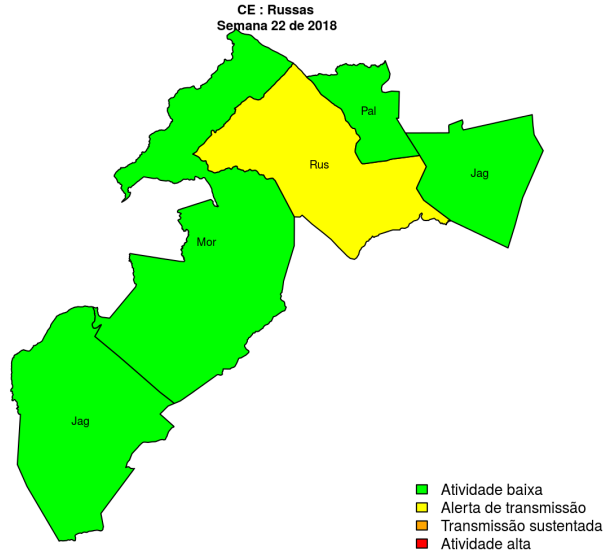 CE : Russas
Semana 22 de 2018
Pal
Rus
Jag
Mor
Jag
Atividade baixa
Alerta de transmissão
Transmissão sustentada
Atividade alta